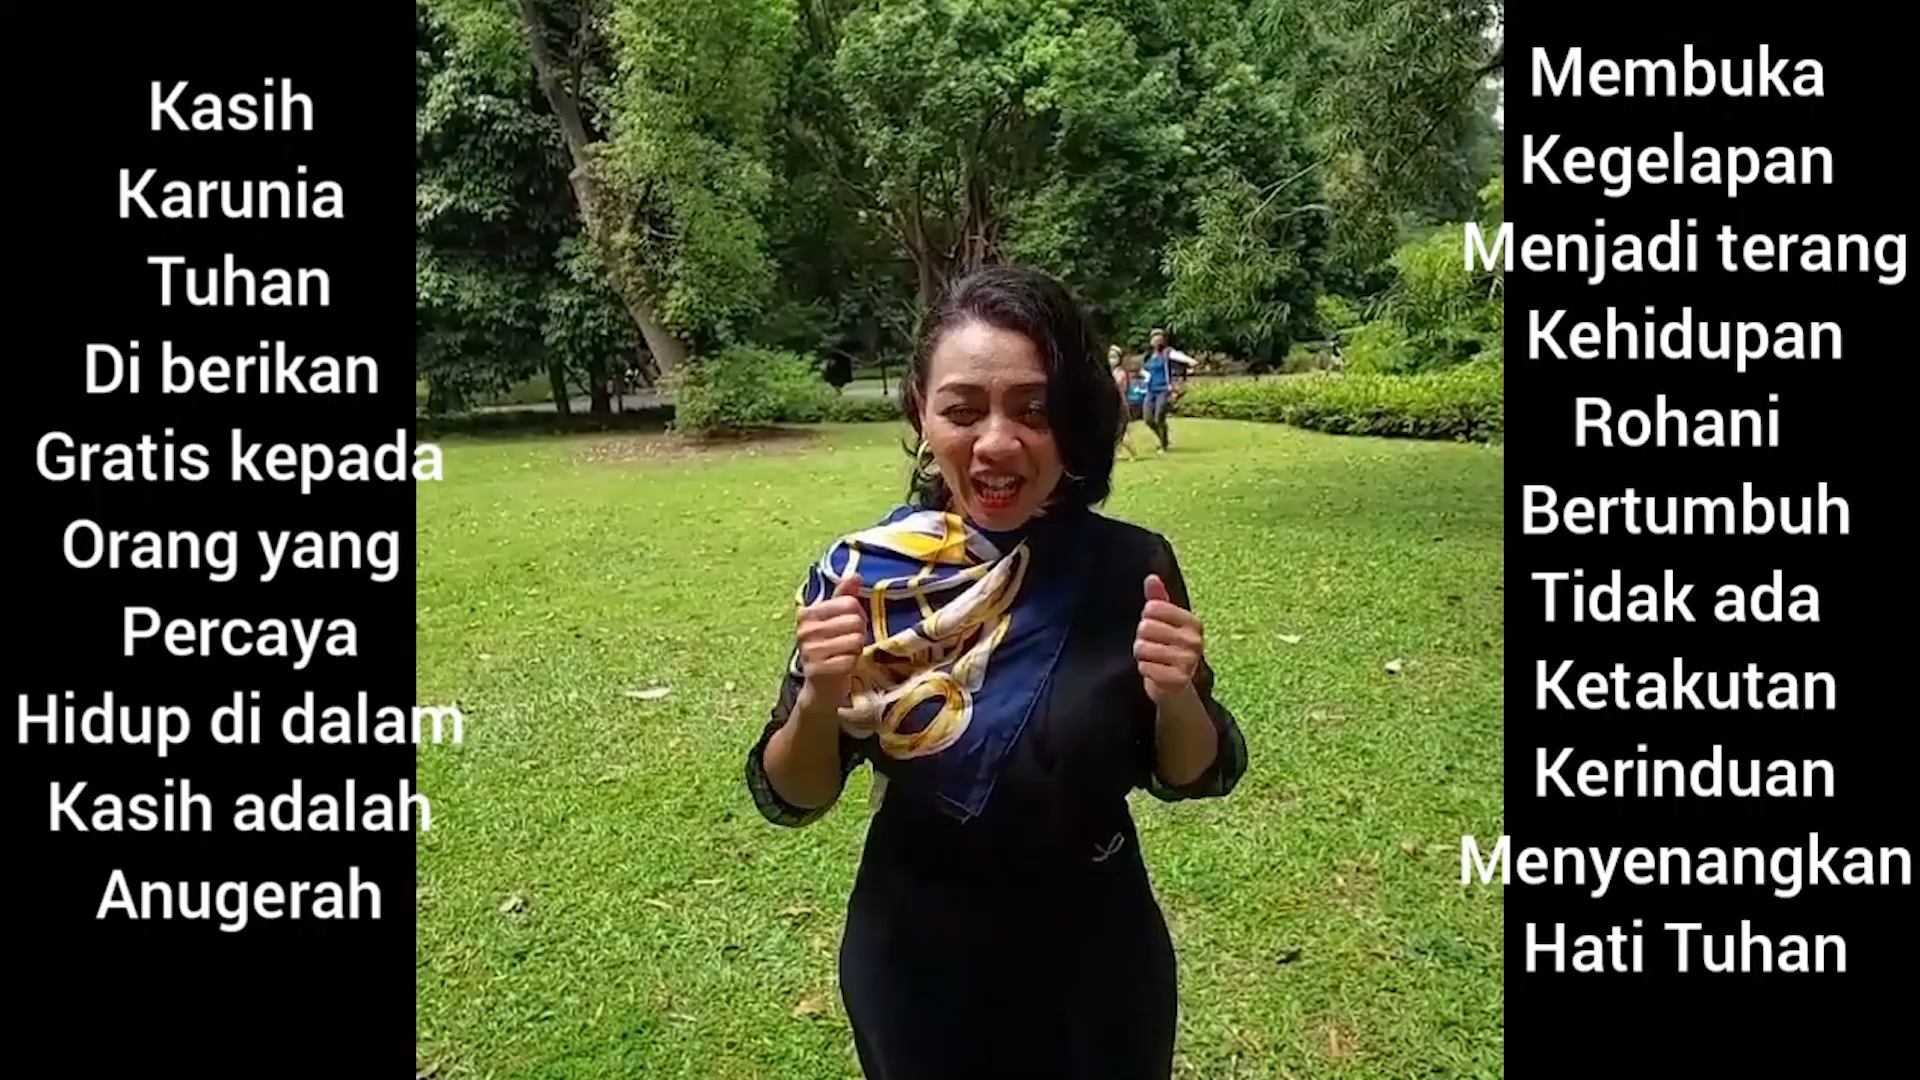 Kasih
Karunia
Tuhan
Di berikan
Gratis kepada
Orang yang
Percaya
Hidup di dalam
Kasih adalah
Anugerah
Membuka
Kegelapan
Menjadi terang
Kehidupan
Rohani
Bertumbuh
Tidak ada
Ketakutan
Kerinduan
Menyenangkan
Hati Tuhan